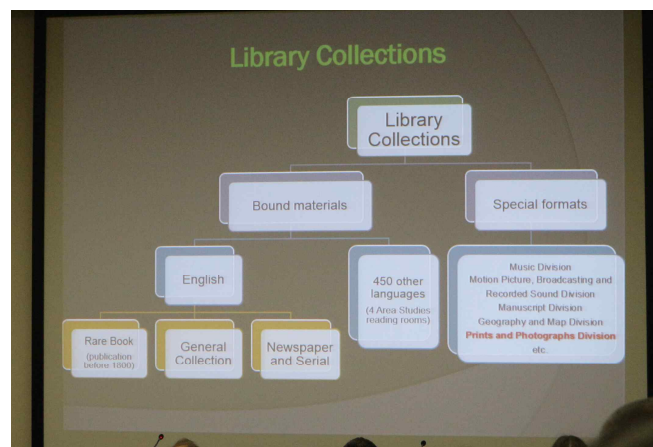 Library Collections
Library
Collections
Bound materials
Special formats
English
450 other
languages
(4 Area Studies
reading rooms)
Music Division
Motion Picture, Broadcasting and
Recorded Sound Division
Manuscript Division
Geography and Map Division
Prints and Photographs Division
etc.
Rare Book
(publication
before 1800)
General
Collection
Newspaper
and Serial